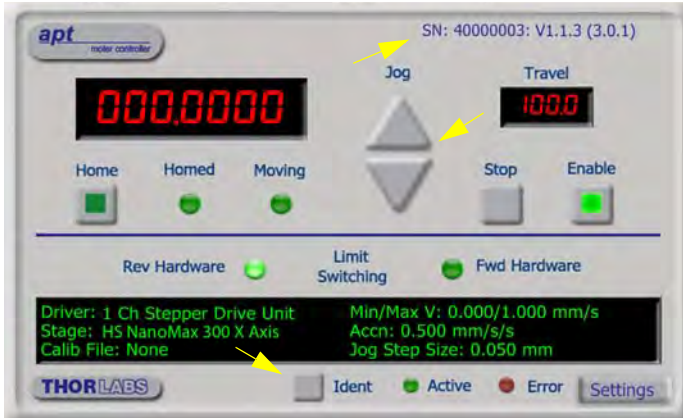 apt
motor controller
SN: 40000003: V1.1.3 (3.0.1)
Jog
Travel
000.0000
100.0
Home
Homed
Moving
Stop
Enable
Rev Hardware
Limit
Switching
Fwd Hardware
Driver: 1 Ch Stepper Drive Unit
Min/Max V: 0.000/1.000 mm/s
Stage: HS NanoMax 300 X Axis
Accn: 0.500 mm/s/s
Calib File: None
Jog Step Size: 0.050 mm
THORLABS
Ident
Active
Error
Settings